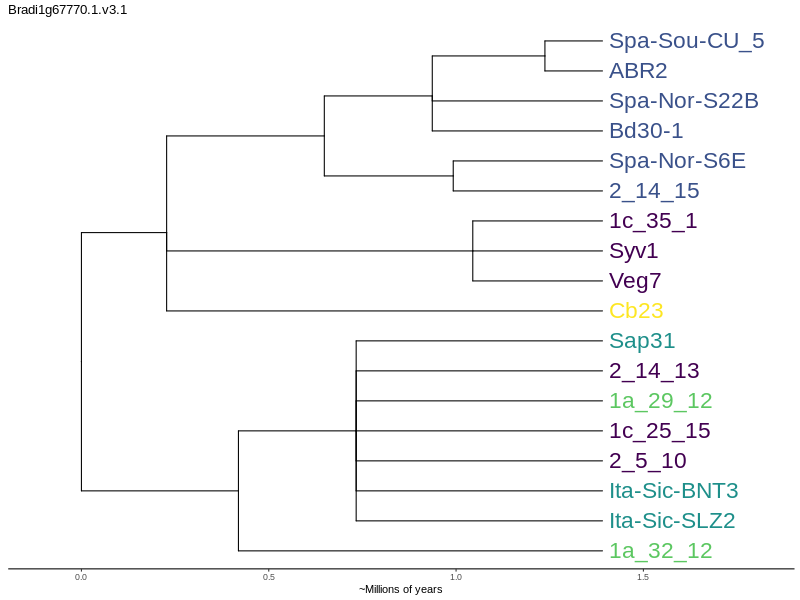 Bradi1g67770.1.v3.1
Spa-Sou-CU_5
ABR2
Spa-Nor-S22B
Bd30-1
Spa-Nor-S6E
2_14_15
1c_35_1
Syv1
Veg7
Cb23
Sap31
2_14_13
1a_29_12
1c_25_15
2_5_10
Ita-Sic-BNT3
Ita-Sic-SLZ2
1a_32_12
0.0 0.5 1.0 1.5
~Millions of years